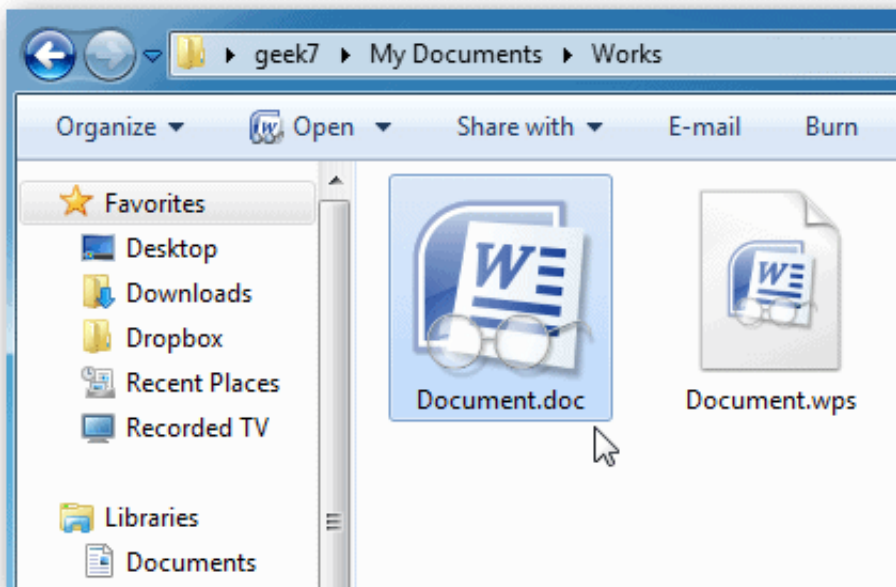 geek7 My Documents Works
Organize Open Share with E-mail Burn
Favorites
Desktop
Downloads
Dropbox
Recent Places
Recorded TV
Libraries
Documents
W
Document.doc
W
Document.wps